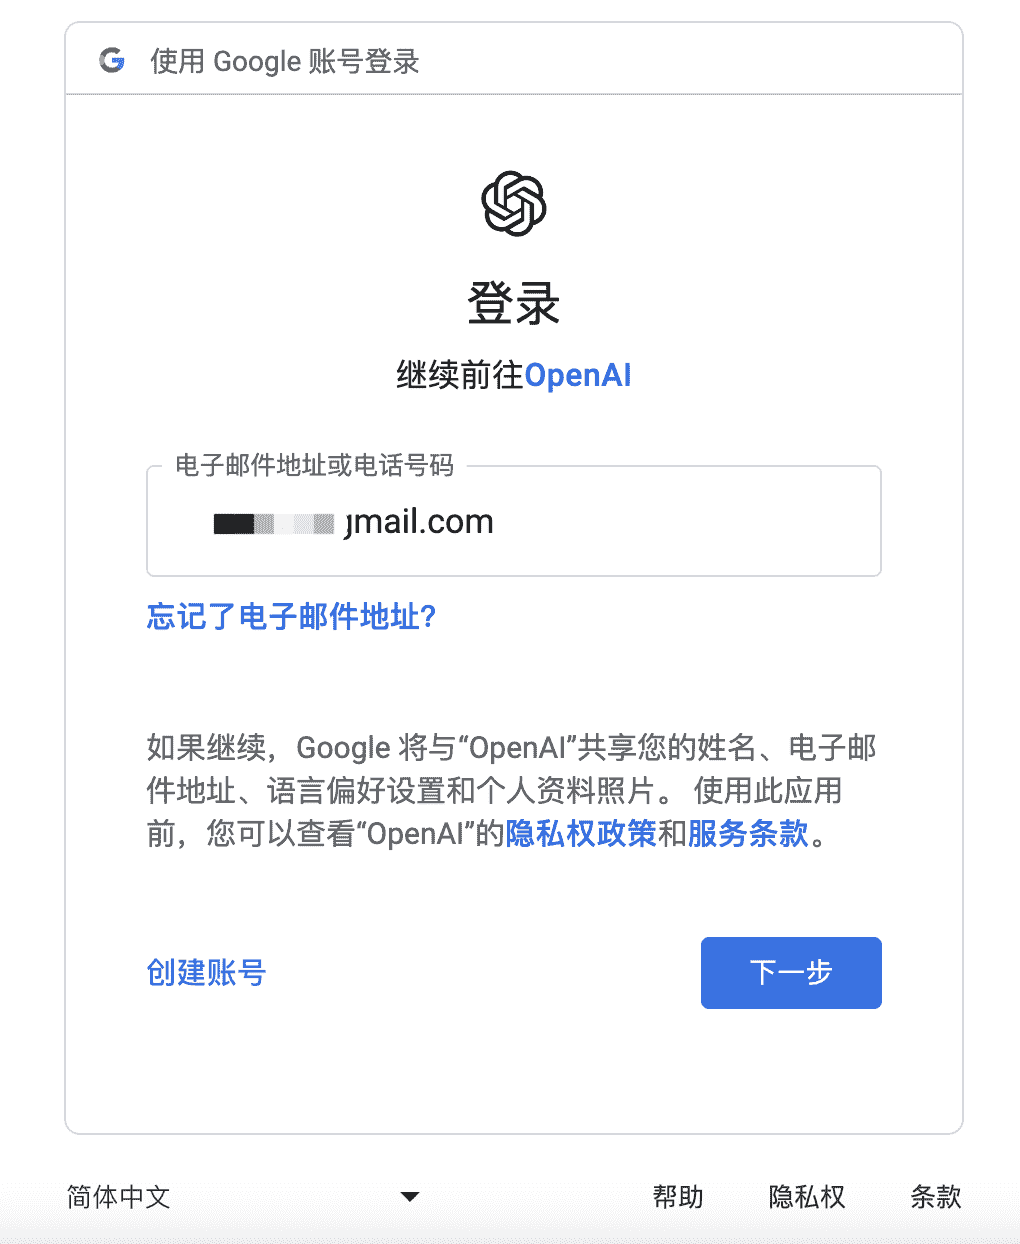 使用 Google 账号登录
登录
继续前往OpenAI
电子邮件地址或电话号码
gmail.com
忘记了电子邮件地址?
如果继续，Google 将与“OpenAI”共享您的姓名、电子邮
件地址、语言偏好设置和个人资料照片。 使用此应用
前，您可以查看“OpenAI”的隐私权政策和服务条款。
创建账号
下一步
简体中文
帮助
隐私权
条款